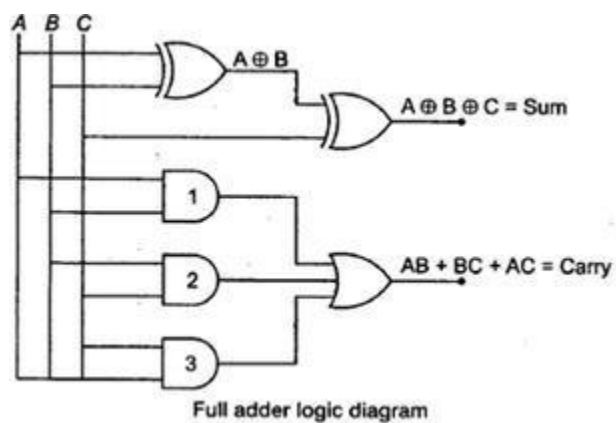 A B C
A ⊕ B
A ⊕ B ⊕ C = Sum
1
2
AB + BC + AC = Carry
3
Full adder logic diagram